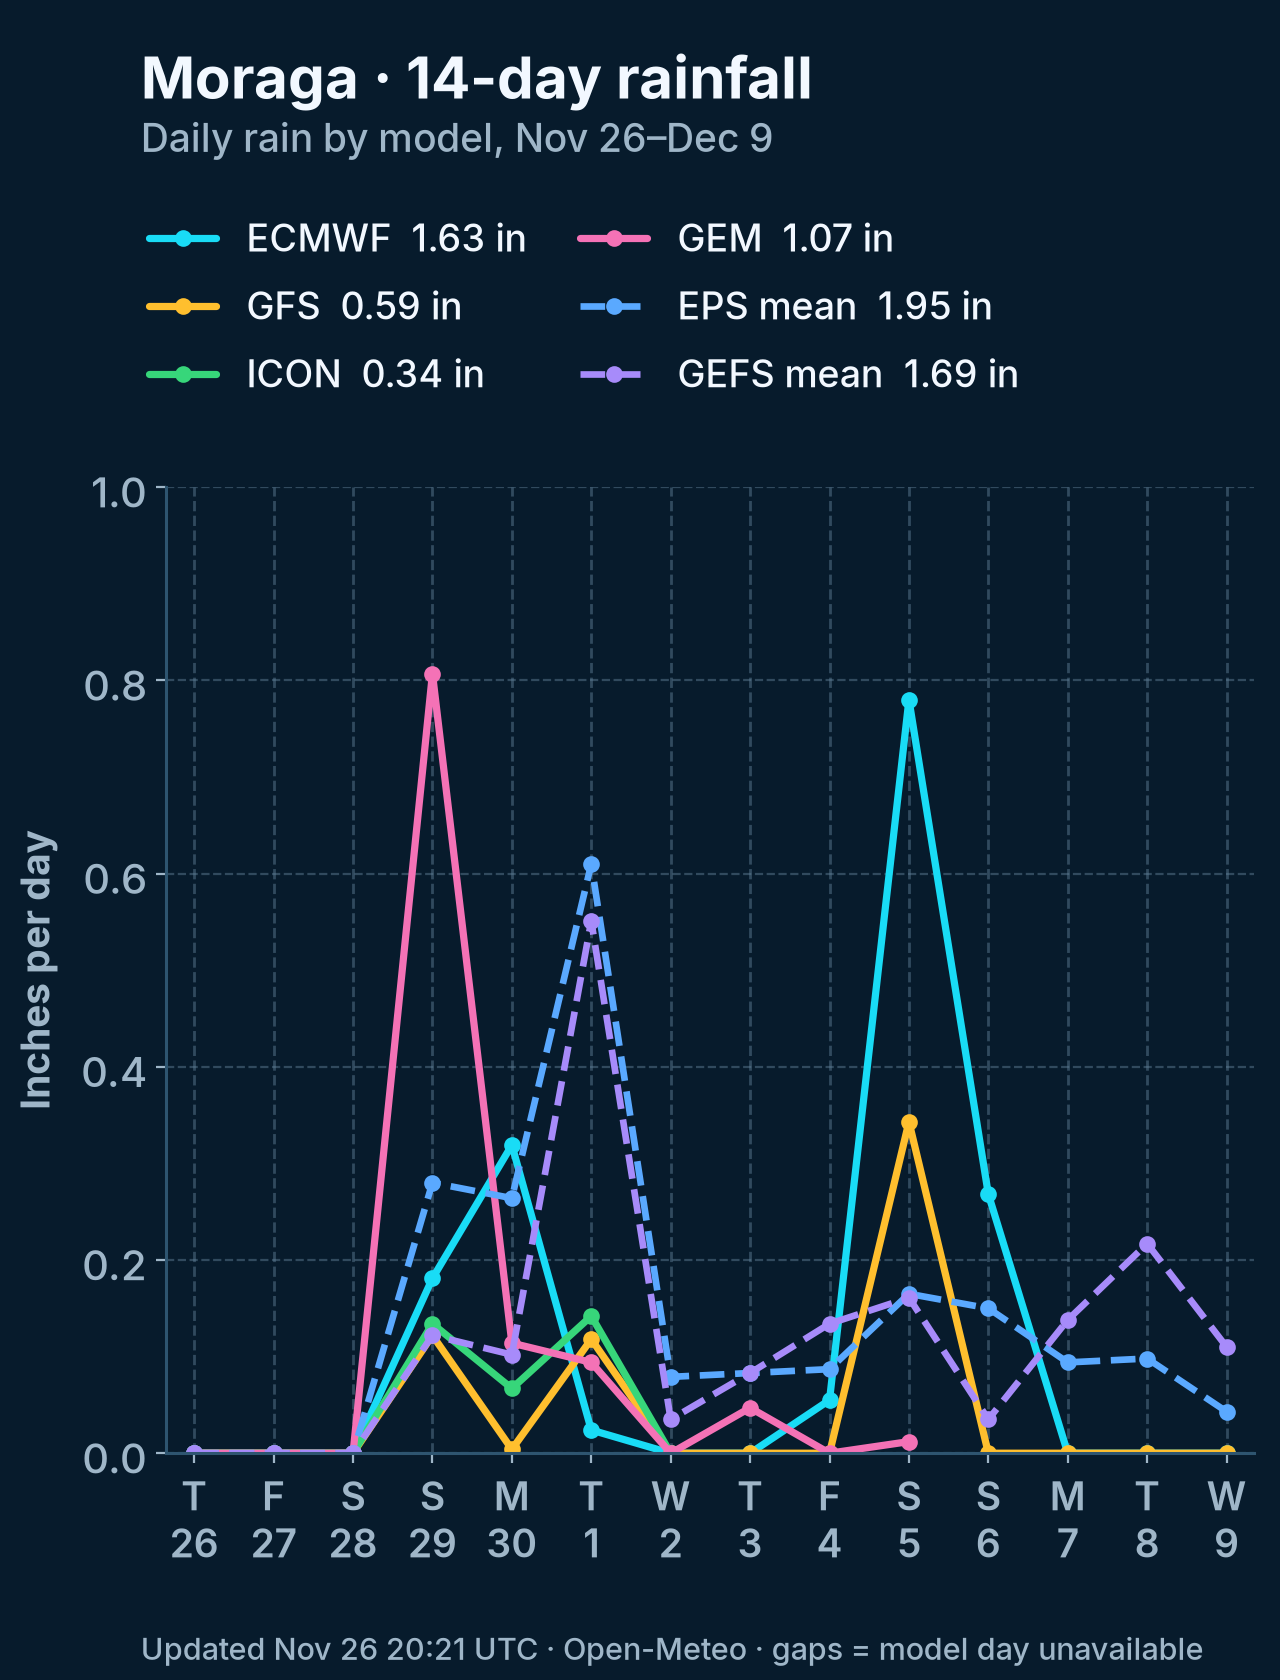 Moraga · 14-day rainfall
Daily rain by model, Nov 26–Dec 9
ECMWF 1.63 in
GEM 1.07 in
GFS 0.59 in
EPS mean 1.95 in
ICON 0.34 in
GEFS mean 1.69 in
Inches per day
1.0
0.8
0.6
0.4
0.2
0.0
T F S S M T W T F S S M T W
26 27 28 29 30 1 2 3 4 5 6 7 8 9
Updated Nov 26 20:21 UTC · Open-Meteo · gaps = model day unavailable